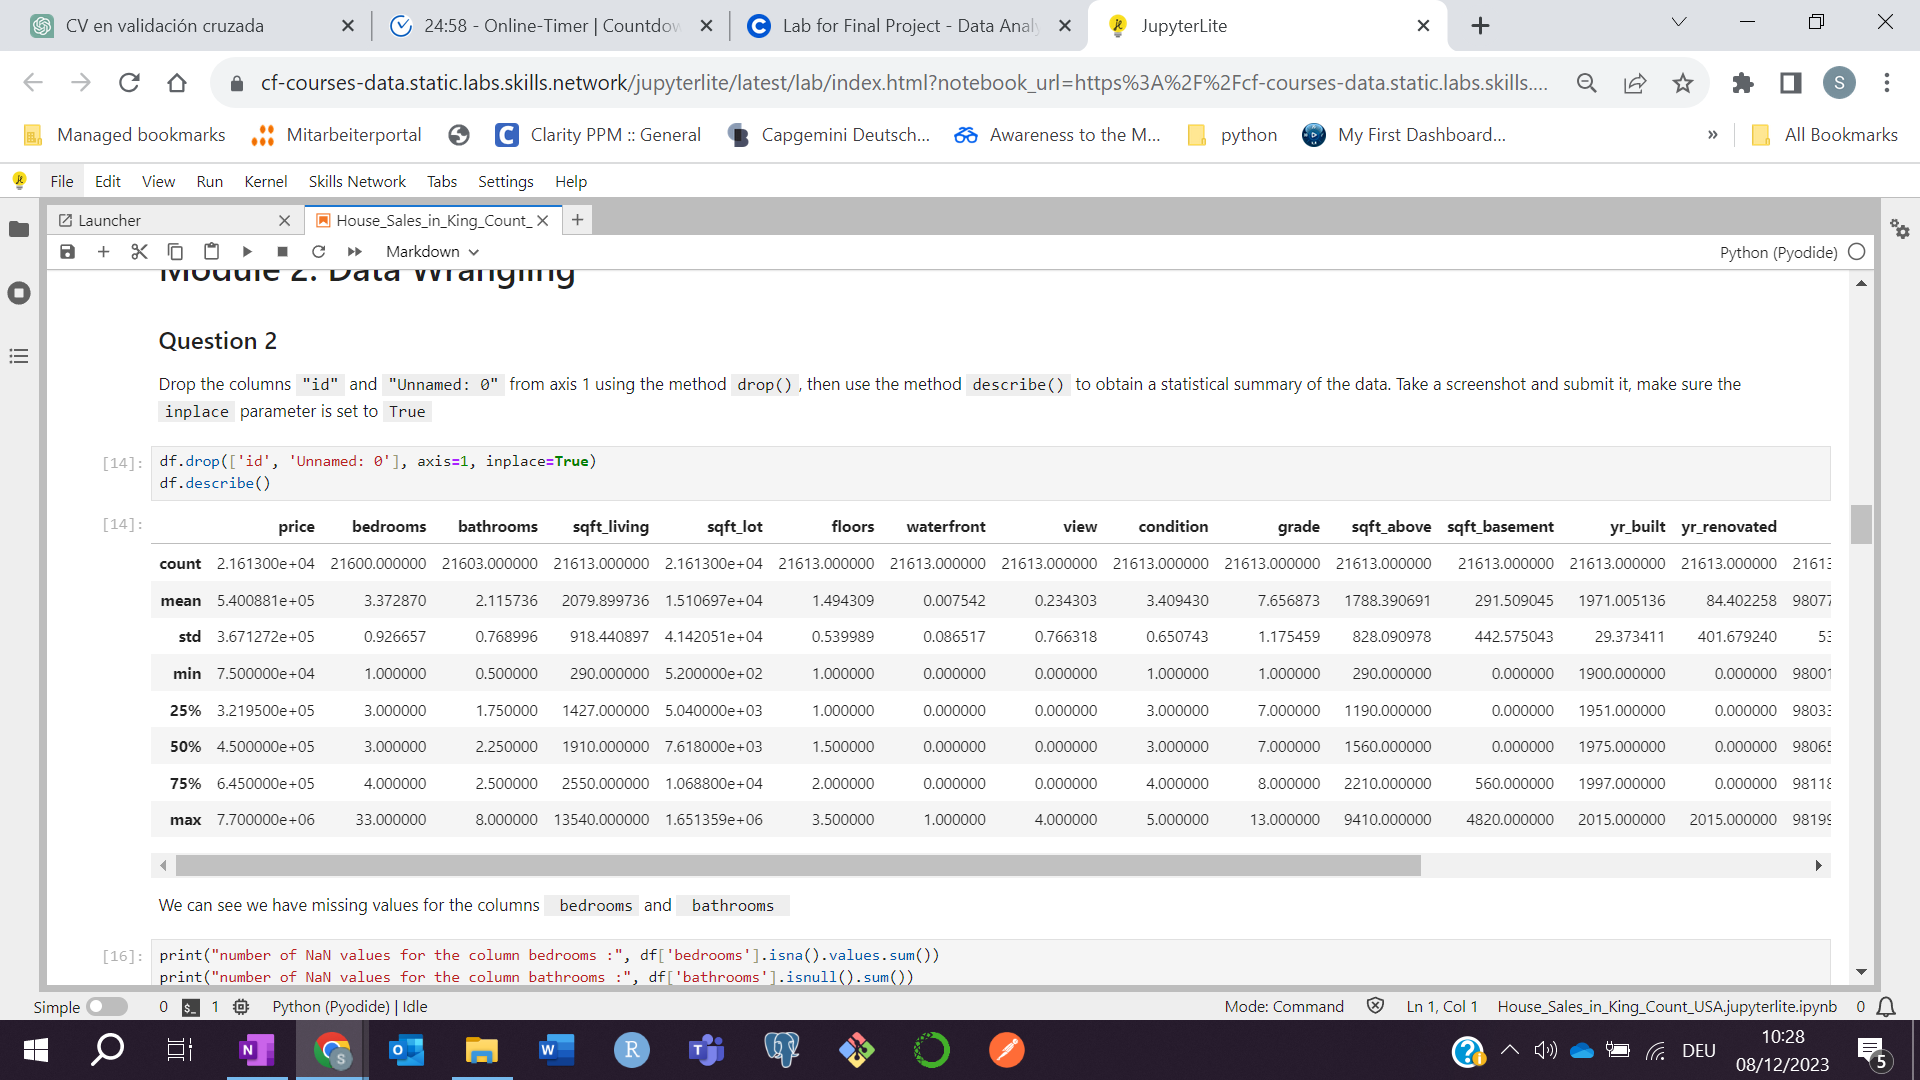 CV en validación cruzada
24:58 - Online-Timer | Countdow
Lab for Final Project - Data Analy
JupyterLite
cf-courses-data.static.labs.skills.network/jupyterlite/latest/lab/index.html?notebook_url=https%3A%2F%2Fcf-courses-data.static.labs.skills....
S
Managed bookmarks
Mitarbeiterportal
Clarity PPM :: General
Capgemini Deutsch...
Awareness to the M...
python
My First Dashboard...
»
All Bookmarks
File Edit View Run Kernel Skills Network Tabs Settings Help
Launcher
House_Sales_in_King_Count_
Markdown
Python (Pyodide)
Module 2: Data Wrangling
Question 2
Drop the columns "id" and "Unnamed: 0" from axis 1 using the method drop() , then use the method describe() to obtain a statistical summary of the data. Take a screenshot and submit it, make sure the
inplace parameter is set to True
[14]: df.drop(['id', 'Unnamed: 0'], axis=1, inplace=True)
df.describe()
[14]: price bedrooms bathrooms sqft_living sqft_lot floors waterfront view condition grade sqft_above sqft_basement yr_built yr_renovated
count 2.161300e+04 21600.000000 21603.000000 21613.000000 2.161300e+04 21613.000000 21613.000000 21613.000000 21613.000000 21613.000000 21613.000000 21613.000000 21613.000000 21613.000000 21613
mean 5.400881e+05 3.372870 2.115736 2079.899736 1.510697e+04 1.494309 0.007542 0.234303 3.409430 7.656873 1788.390691 291.509045 1971.005136 84.402258 98077
std 3.671272e+05 0.926657 0.768996 918.440897 4.142051e+04 0.539989 0.086517 0.766318 0.650743 1.175459 828.090978 442.575043 29.373411 401.679240 53
min 7.500000e+04 1.000000 0.500000 290.000000 5.200000e+02 1.000000 0.000000 0.000000 1.000000 1.000000 290.000000 0.000000 1900.000000 0.000000 98001
25% 3.219500e+05 3.000000 1.750000 1427.000000 5.040000e+03 1.000000 0.000000 0.000000 3.000000 7.000000 1190.000000 0.000000 1951.000000 0.000000 98033
50% 4.500000e+05 3.000000 2.250000 1910.000000 7.618000e+03 1.500000 0.000000 0.000000 3.000000 7.000000 1560.000000 0.000000 1975.000000 0.000000 98065
75% 6.450000e+05 4.000000 2.500000 2550.000000 1.068800e+04 2.000000 0.000000 0.000000 4.000000 8.000000 2210.000000 560.000000 1997.000000 0.000000 98118
max 7.700000e+06 33.000000 8.000000 13540.000000 1.651359e+06 3.500000 1.000000 4.000000 5.000000 13.000000 9410.000000 4820.000000 2015.000000 2015.000000 98199
We can see we have missing values for the columns bedrooms and bathrooms
[16]: print("number of NaN values for the column bedrooms :", df['bedrooms'].isna().values.sum())
print("number of NaN values for the column bathrooms :", df['bathrooms'].isnull().sum())
Simple 0 1 Python (Pyodide) | Idle
Mode: Command Ln 1, Col 1 House_Sales_in_King_Count_USA.jupyterlite.ipynb 0
DEU
10:28
08/12/2023
5